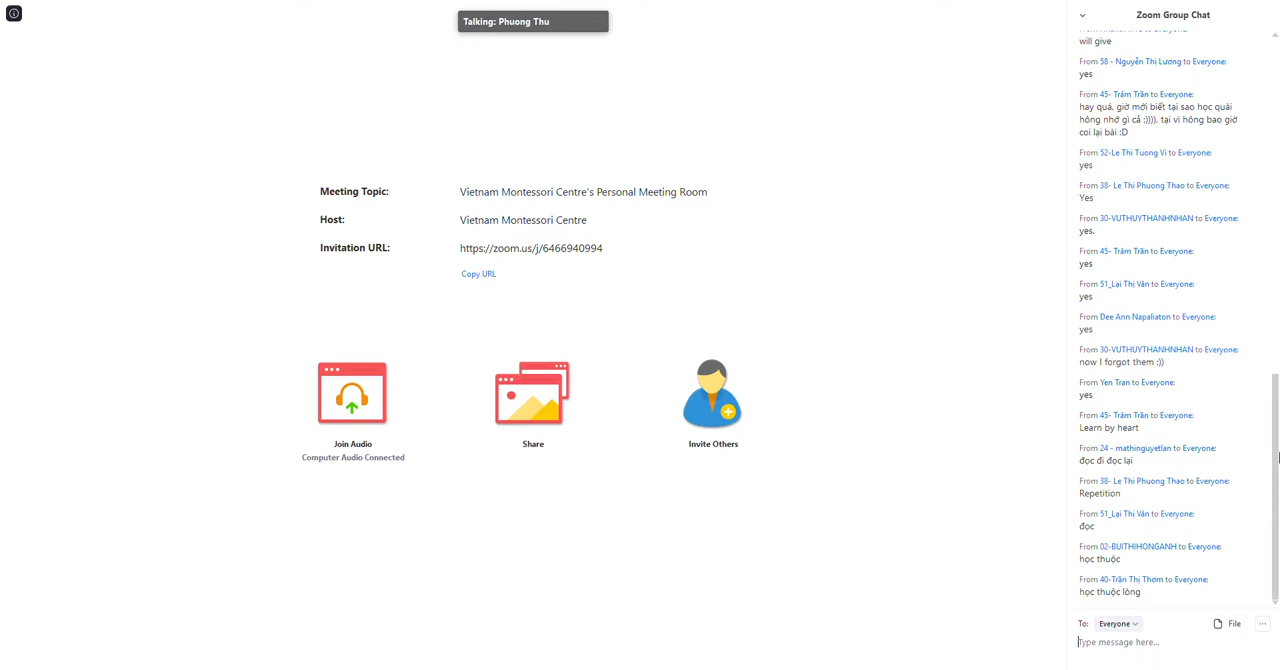 Talking: Phuong Thu
Meeting Topic:
Vietnam Montessori Centre's Personal Meeting Room
Host:
Vietnam Montessori Centre
Invitation URL:
https://zoom.us/j/6466940994
Copy URL
Join Audio
Computer Audio Connected
Share
Invite Others
Zoom Group Chat
will give
From 58 - Nguyễn Thị Lương to Everyone:
yes
From 45- Trâm Trần to Everyone:
hay quá, giờ mới biết tại sao học quài
hông nhớ gì cả :)))), tại vì hông bao giờ
coi lại bài :D
From 52-Le Thi Tuong Vi to Everyone:
yes
From 38- Le Thi Phuong Thao to Everyone:
Yes
From 30-VUTHUYTHANHNHAN to Everyone:
yes.
From 45- Trâm Trần to Everyone:
yes
From 51_Lại Thị Vân to Everyone:
yes
From Dee Ann Napaliaton to Everyone:
yes
From 30-VUTHUYTHANHNHAN to Everyone:
now I forgot them :))
From Yen Tran to Everyone:
yes
From 45- Trâm Trần to Everyone:
Learn by heart
From 24 - mathinguyetlan to Everyone:
đọc đi đọc lại
From 38- Le Thi Phuong Thao to Everyone:
Repetition
From 51_Lại Thị Vân to Everyone:
đọc
From 02-BUITHIHONGANH to Everyone:
học thuộc
From 40-Trần Thị Thơm to Everyone:
học thuộc lòng
To: Everyone
File
Type message here...